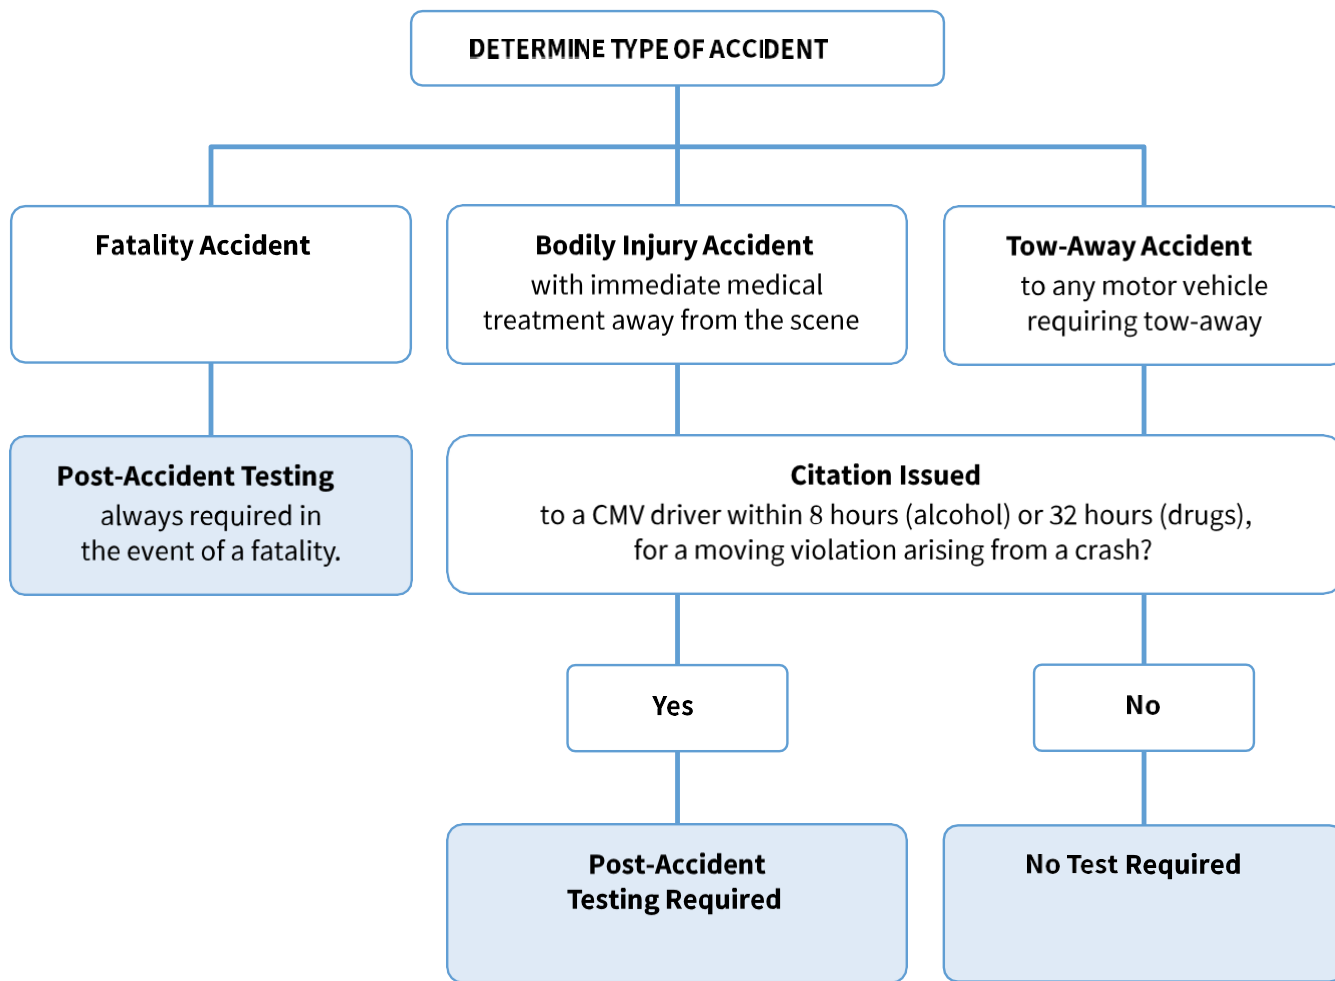 DETERMINE TYPE OF ACCIDENT
Fatality Accident
Bodily Injury Accident
with immediate medical
treatment away from the scene
Tow-Away Accident
to any motor vehicle
requiring tow-away
Post-Accident Testing
always required in
the event of a fatality.
Citation Issued
to a CMV driver within 8 hours (alcohol) or 32 hours (drugs),
for a moving violation arising from a crash?
Yes
No
Post-Accident
Testing Required
No Test Required